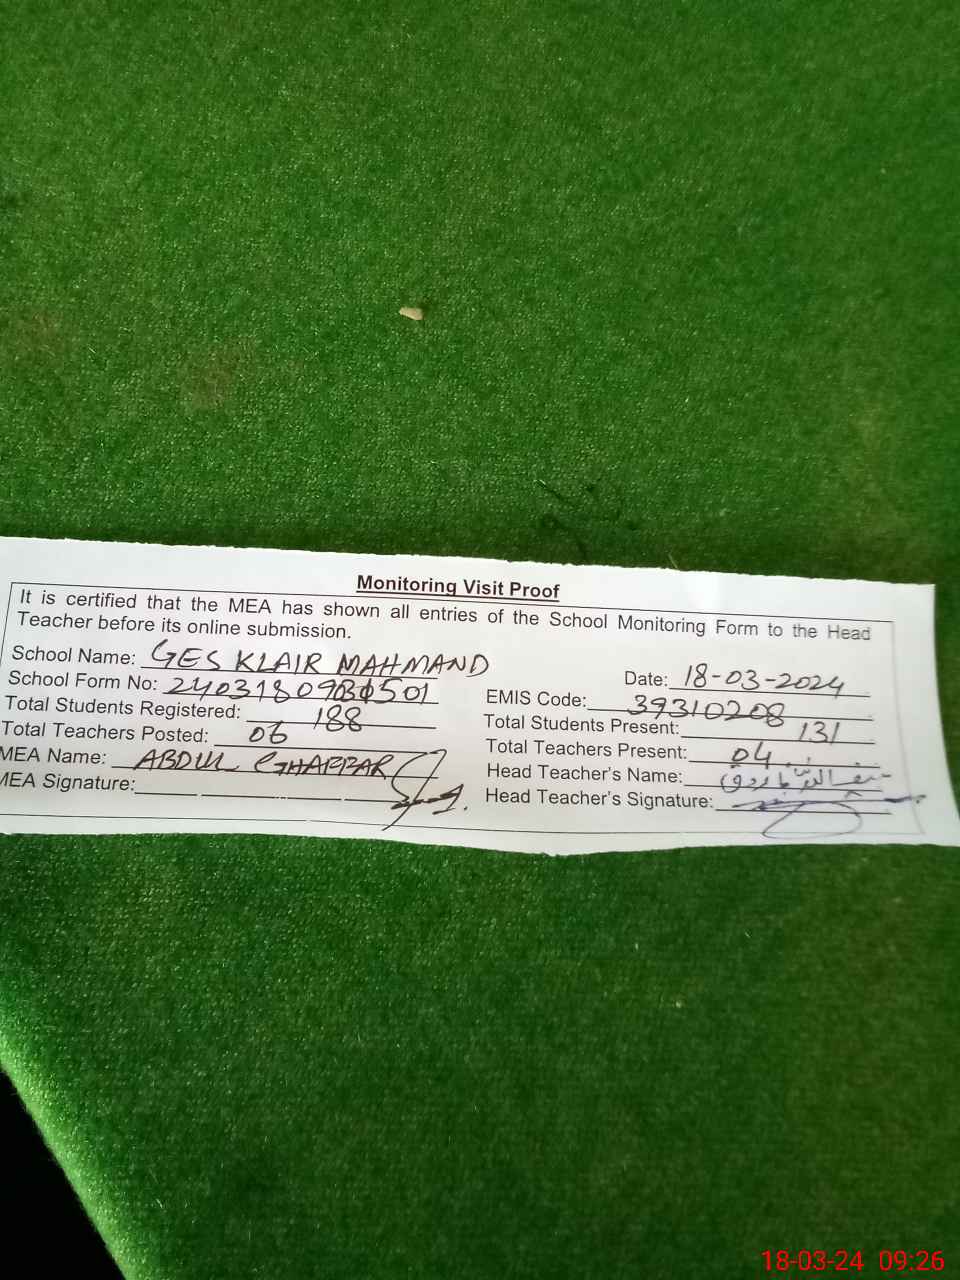 Monitoring Visit Proof
It is certified that the MEA has shown all entries of the School Monitoring Form to the Head
Teacher before its online submission.
School Name: GES KLAIR MAHMAND
Date: 18-03-2024
School Form No:
EMIS Code: 39310208
Total Students Registered: 188
Total Students Present: 131
Total Teachers Posted: 06
Total Teachers Present: 04
MEA Name: ABDUL GHAFFAR
Head Teacher's Name:
MEA Signature:
Head Teacher's Signature:
18-03-24 09:26